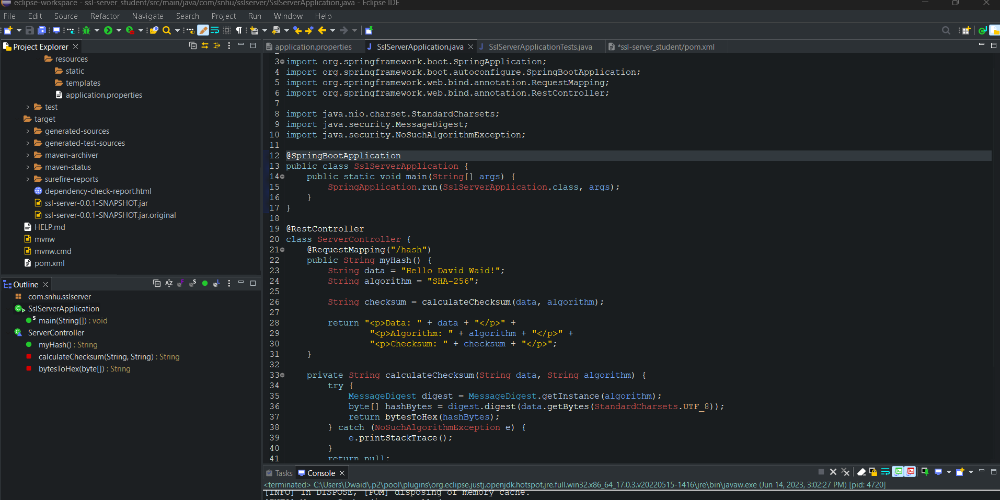 eclipse-workspace - ssl-server_student/src/main/java/com/snhu/sslserver/SslServerApplication.java - Eclipse IDE
File Edit Source Refactor Navigate Search Project Run Window Help
Project Explorer
resources
static
templates
application.properties
test
target
generated-sources
generated-test-sources
maven-archiver
maven-status
surefire-reports
dependency-check-report.html
ssl-server-0.0.1-SNAPSHOT.jar
ssl-server-0.0.1-SNAPSHOT.jar.original
HELP.md
mvnw
mvnw.cmd
pom.xml
Outline
com.snhu.sslserver
SslServerApplication
main(String[]) : void
ServerController
myHash() : String
calculateChecksum(String, String) : String
bytesToHex(byte[]) : String
application.properties SslServerApplication.java SslServerApplicationTests.java *ssl-server_student/pom.xml
3 import org.springframework.boot.SpringApplication;
4 import org.springframework.boot.autoconfigure.SpringBootApplication;
5 import org.springframework.web.bind.annotation.RequestMapping;
6 import org.springframework.web.bind.annotation.RestController;
7
8 import java.nio.charset.StandardCharsets;
9 import java.security.MessageDigest;
10 import java.security.NoSuchAlgorithmException;
11
12 @SpringBootApplication
13 public class SslServerApplication {
14 public static void main(String[] args) {
15 SpringApplication.run(SslServerApplication.class, args);
16 }
17 }
18
19 @RestController
20 class ServerController {
21 @RequestMapping("/hash")
22 public String myHash() {
23 String data = "Hello David Waid!";
24 String algorithm = "SHA-256";
25
26 String checksum = calculateChecksum(data, algorithm);
27
28 return "<p>Data: " + data + "</p>" +
29 "<p>Algorithm: " + algorithm + "</p>" +
30 "<p>Checksum: " + checksum + "</p>";
31 }
32
33 private String calculateChecksum(String data, String algorithm) {
34 try {
35 MessageDigest digest = MessageDigest.getInstance(algorithm);
36 byte[] hashBytes = digest.digest(data.getBytes(StandardCharsets.UTF_8));
37 return bytesToHex(hashBytes);
38 } catch (NoSuchAlgorithmException e) {
39 e.printStackTrace();
40 }
41 return null;
Tasks Console
<terminated> C:\Users\Dwaid\.p2\pool\plugins\org.eclipse.justj.openjdk.hotspot.jre.full.win32.x86_64_17.0.3.v20220515-1416\jre\bin\javaw.exe (Jun 14, 2023, 3:02:27 PM) [pid: 4720]
[INFO] In DISPOSE, [POM] disposing of memory cache.